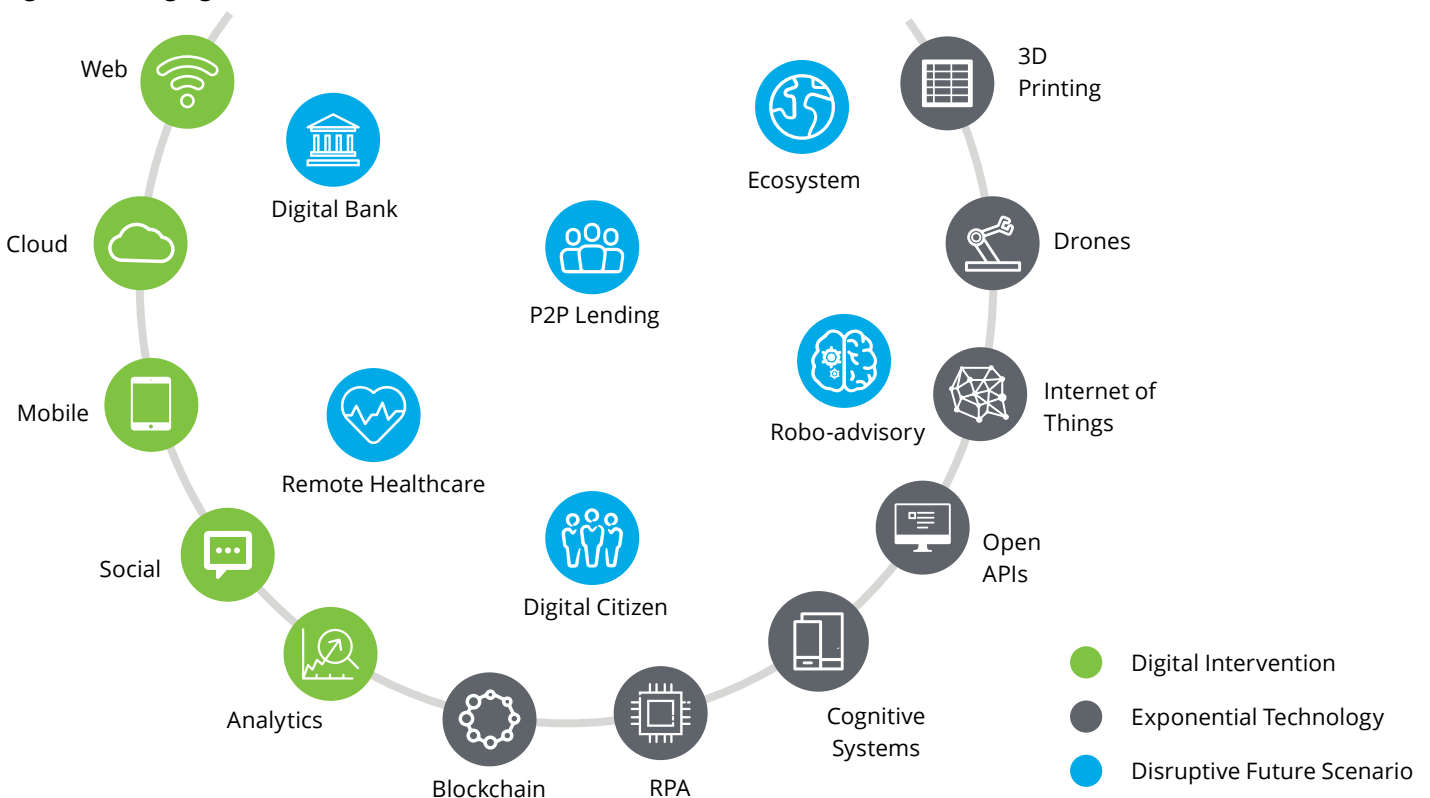 Web
3D
Printing
Digital Bank
Ecosystem
Cloud
Drones
P2P Lending
Mobile
Internet of
Things
Robo-advisory
Remote Healthcare
Social
Open
APIs
Digital Citizen
Analytics
Cognitive
Systems
Blockchain
RPA
Digital Intervention
Exponential Technology
Disruptive Future Scenario